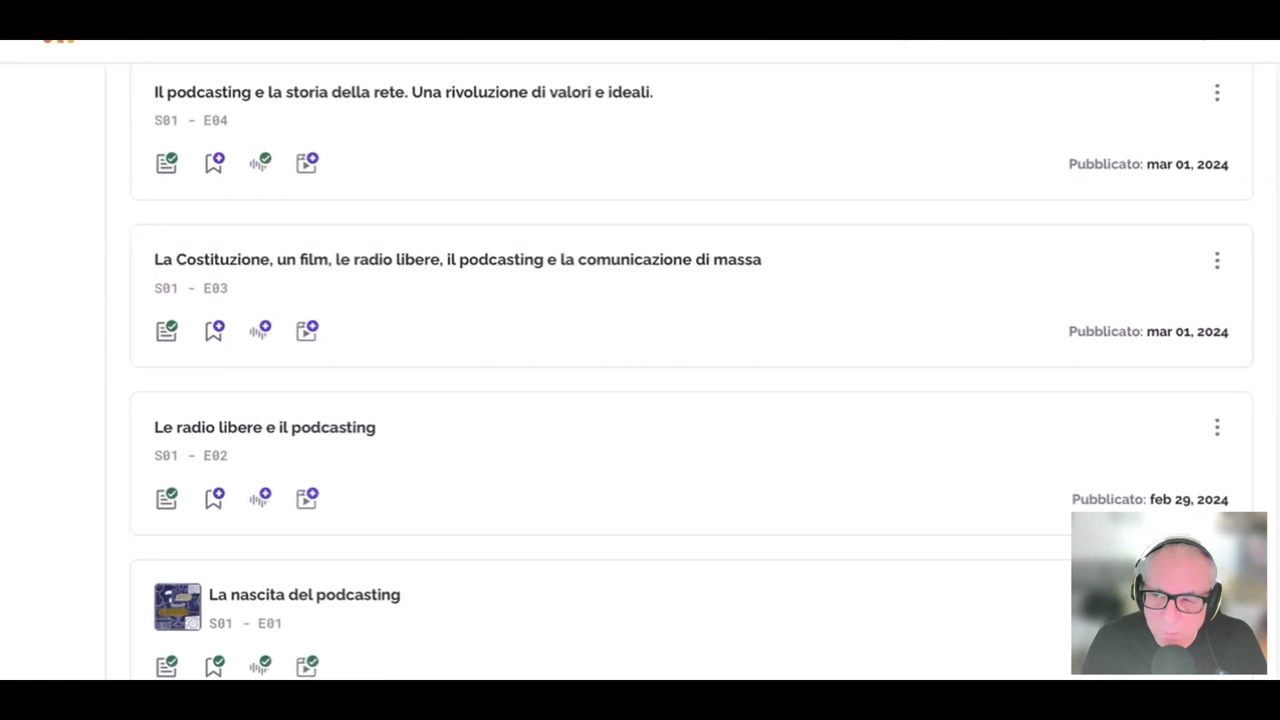 Il podcasting e la storia della rete. Una rivoluzione di valori e ideali.
S01 - E04
Pubblicato: mar 01, 2024
La Costituzione, un film, le radio libere, il podcasting e la comunicazione di massa
S01 - E03
Pubblicato: mar 01, 2024
Le radio libere e il podcasting
S01 - E02
Pubblicato: feb 29, 2024
La nascita del podcasting
S01 - E01